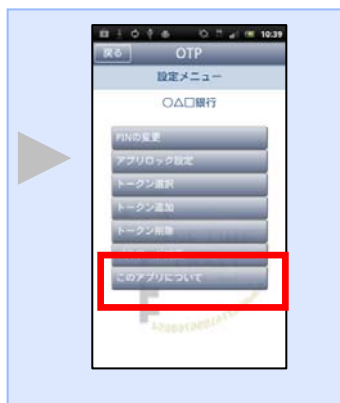 10:39
戻る
OTP
設定メニュー
○△□銀行
PINの変更
アプリロック設定
トークン選択
トークン追加
トークン削除
このアプリについて